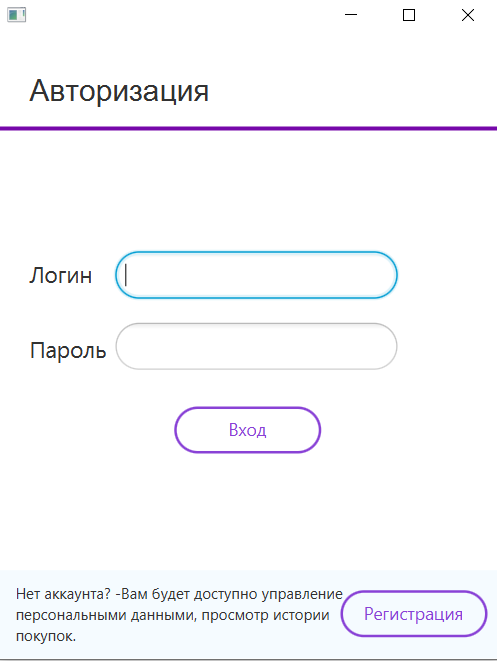 Авторизация
Логин
Пароль
Вход
Нет аккаунта? -Вам будет доступно управление
персональными данными, просмотр истории
покупок.
Регистрация